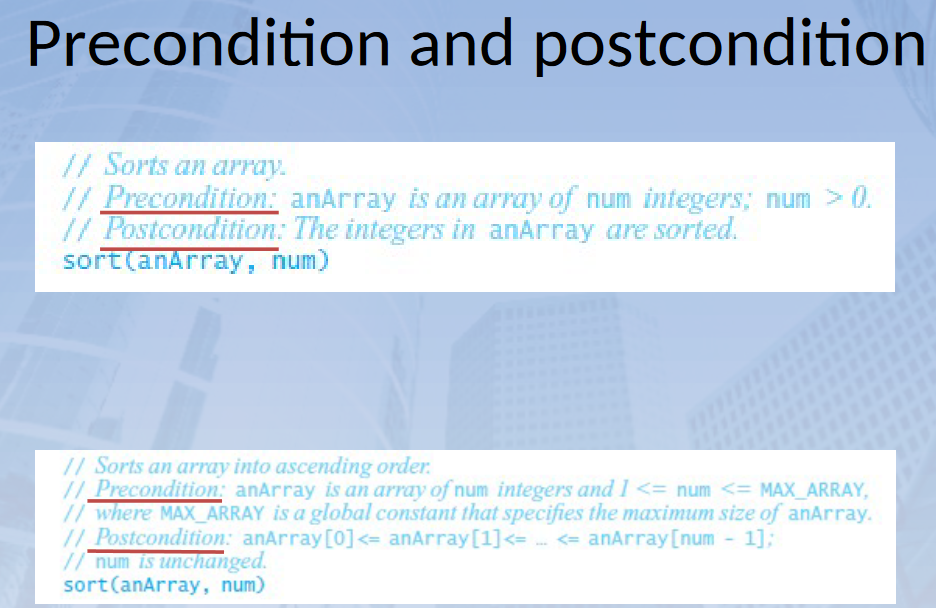 Precondition and postcondition
// Sorts an array.
// Precondition: anArray is an array of num integers; num > 0.
// Postcondition: The integers in anArray are sorted.
sort(anArray, num)
// Sorts an array into ascending order.
// Precondition: anArray is an array of num integers and 1 <= num <= MAX_ARRAY,
// where MAX_ARRAY is a global constant that specifies the maximum size of anArray.
// Postcondition: anArray[0]<= anArray[1]<= … <= anArray[num - 1];
// num is unchanged.
sort(anArray, num)